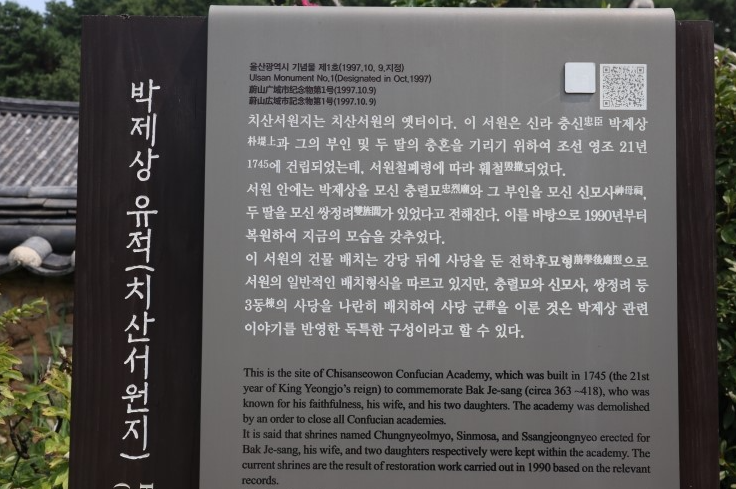 박제상 유적(치산서원지)
울산광역시 기념물 제1호(1997.10. 9.지정)
Ulsan Monument No.1(Designated in Oct,1997)
蔚山广域市纪念物第1号(1997.10.9)
蔚山広域市記念物第1号(1997.10.9)
치산서원지는 치산서원의 옛터이다. 이 서원은 신라 충신忠臣 박제상
朴堤上과 그의 부인 및 두 딸의 충혼을 기리기 위하여 조선 영조 21년
1745에 건립되었는데, 서원철폐령에 따라 훼철毁撤되었다.
서원 안에는 박제상을 모신 충렬묘忠烈廟와 그 부인을 모신 신모사神母祠,
두 딸을 모신 쌍정려雙旌閭가 있었다고 전해진다. 이를 바탕으로 1990년부터
복원하여 지금의 모습을 갖추었다.
이 서원의 건물 배치는 강당 뒤에 사당을 둔 전학후묘형前學後廟型으로
서원의 일반적인 배치형식을 따르고 있지만, 충렬묘와 신모사, 쌍정려 등
3동棟의 사당을 나란히 배치하여 사당 군群을 이룬 것은 박제상 관련
이야기를 반영한 독특한 구성이라고 할 수 있다.
This is the site of Chisanseowon Confucian Academy, which was built in 1745 (the 21st
year of King Yeongjo's reign) to commemorate Bak Je-sang (circa 363 ~418), who was
known for his faithfulness, his wife, and his two daughters. The academy was demolished
by an order to close all Confucian academies.
It is said that shrines named Chungnyeolmyo, Sinmosa, and Ssangjeongnyeo erected for
Bak Je-sang, his wife, and two daughters respectively were kept within the academy. The
current shrines are the result of restoration work carried out in 1990 based on the relevant
records.